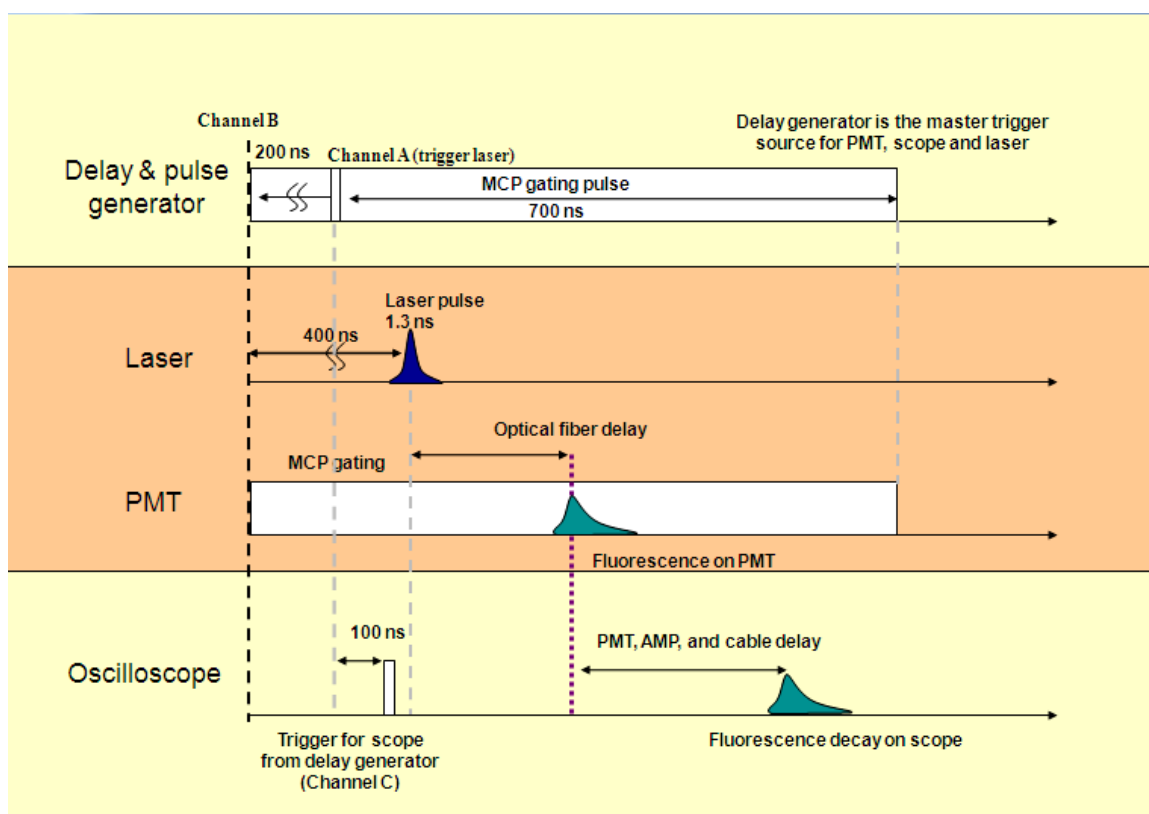 Channel B
Delay generator is the master trigger
source for PMT, scope and laser
200 ns
Channel A (trigger laser)
Delay & pulse
generator
MCP gating pulse
700 ns
Laser pulse
1.3 ns
400 ns
Laser
Optical fiber delay
MCP gating
PMT
Fluorescence on PMT
100 ns
PMT, AMP, and cable delay
Oscilloscope
Trigger for scope
from delay generator
(Channel C)
Fluorescence decay on scope